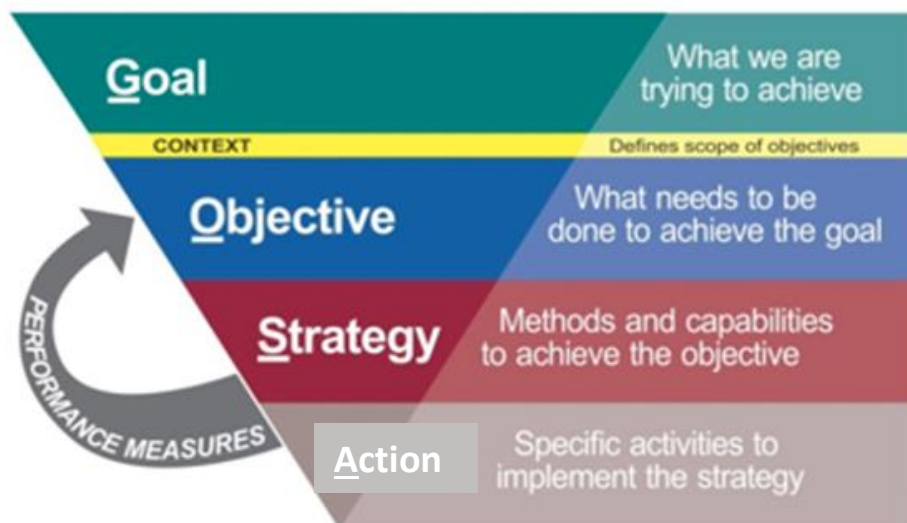 Goal
What we are
trying to achieve
CONTEXT
Defines scope of objectives
Objective
What needs to be
done to achieve the goal
Strategy
Methods and capabilities
to achieve the objective
PERFORMANCE MEASURES
Action
Specific activities to
implement the strategy